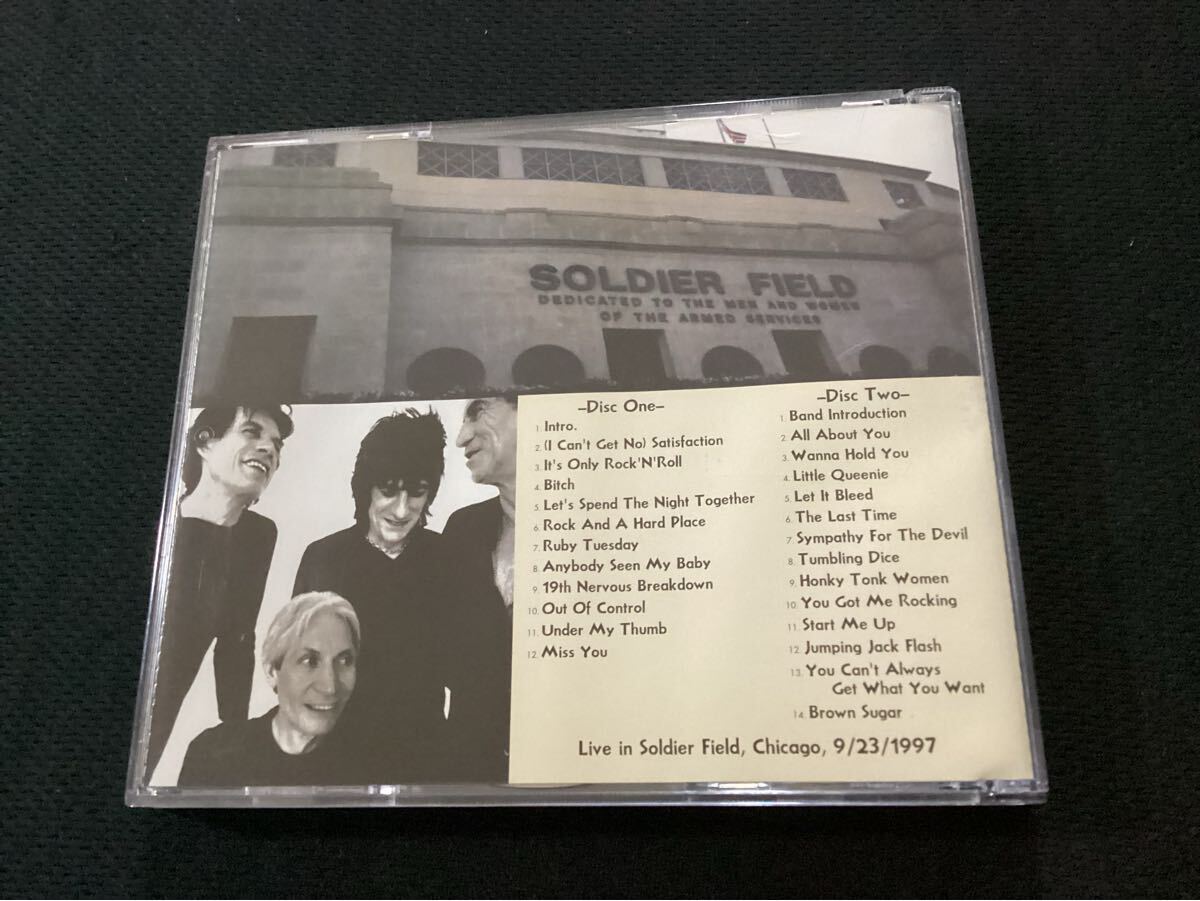 SOLDIER FIELD
DEDICATED TO THE MEN AND WOMEN
OF THE ARMED SERVICES
–Disc One–
1. Intro.
2. (I Can't Get No) Satisfaction
3. It's Only Rock'N'Roll
4. Bitch
5. Let's Spend The Night Together
6. Rock And A Hard Place
7. Ruby Tuesday
8. Anybody Seen My Baby
9. 19th Nervous Breakdown
10. Out Of Control
11. Under My Thumb
12. Miss You
–Disc Two–
1. Band Introduction
2. All About You
3. Wanna Hold You
4. Little Queenie
5. Let It Bleed
6. The Last Time
7. Sympathy For The Devil
8. Tumbling Dice
9. Honky Tonk Women
10. You Got Me Rocking
11. Start Me Up
12. Jumping Jack Flash
13. You Can't Always
Get What You Want
14. Brown Sugar
Live in Soldier Field, Chicago, 9/23/1997